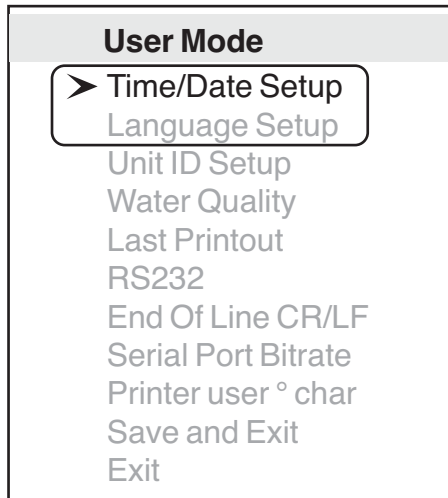 User Mode
➤ Time/Date Setup
Language Setup
Unit ID Setup
Water Quality
Last Printout
RS232
End Of Line CR/LF
Serial Port Bitrate
Printer user ° char
Save and Exit
Exit